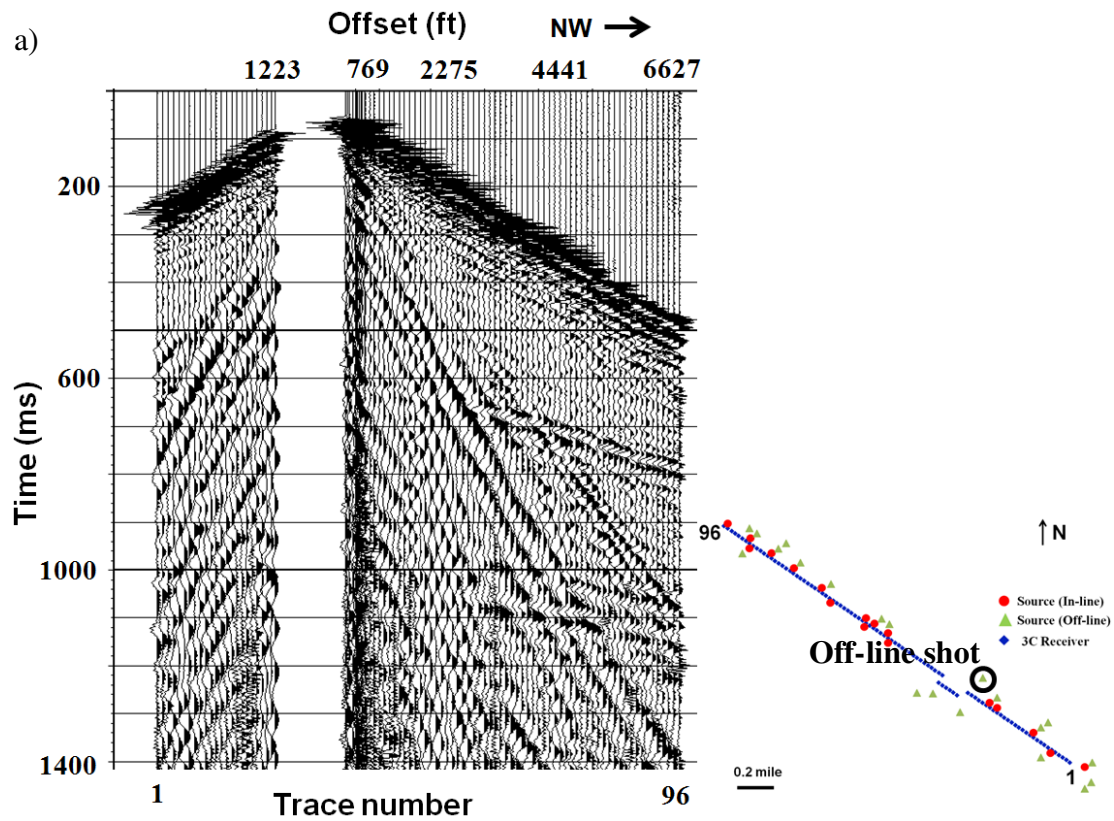 a)
Offset (ft)
NW →
1223 769 2275 4441 6627
200
600
1000
1400
Time (ms)
1 96
Trace number
96
↑ N
Source (In-line)
Source (Off-line)
3C Receiver
Off-line shot
0.2 mile
1